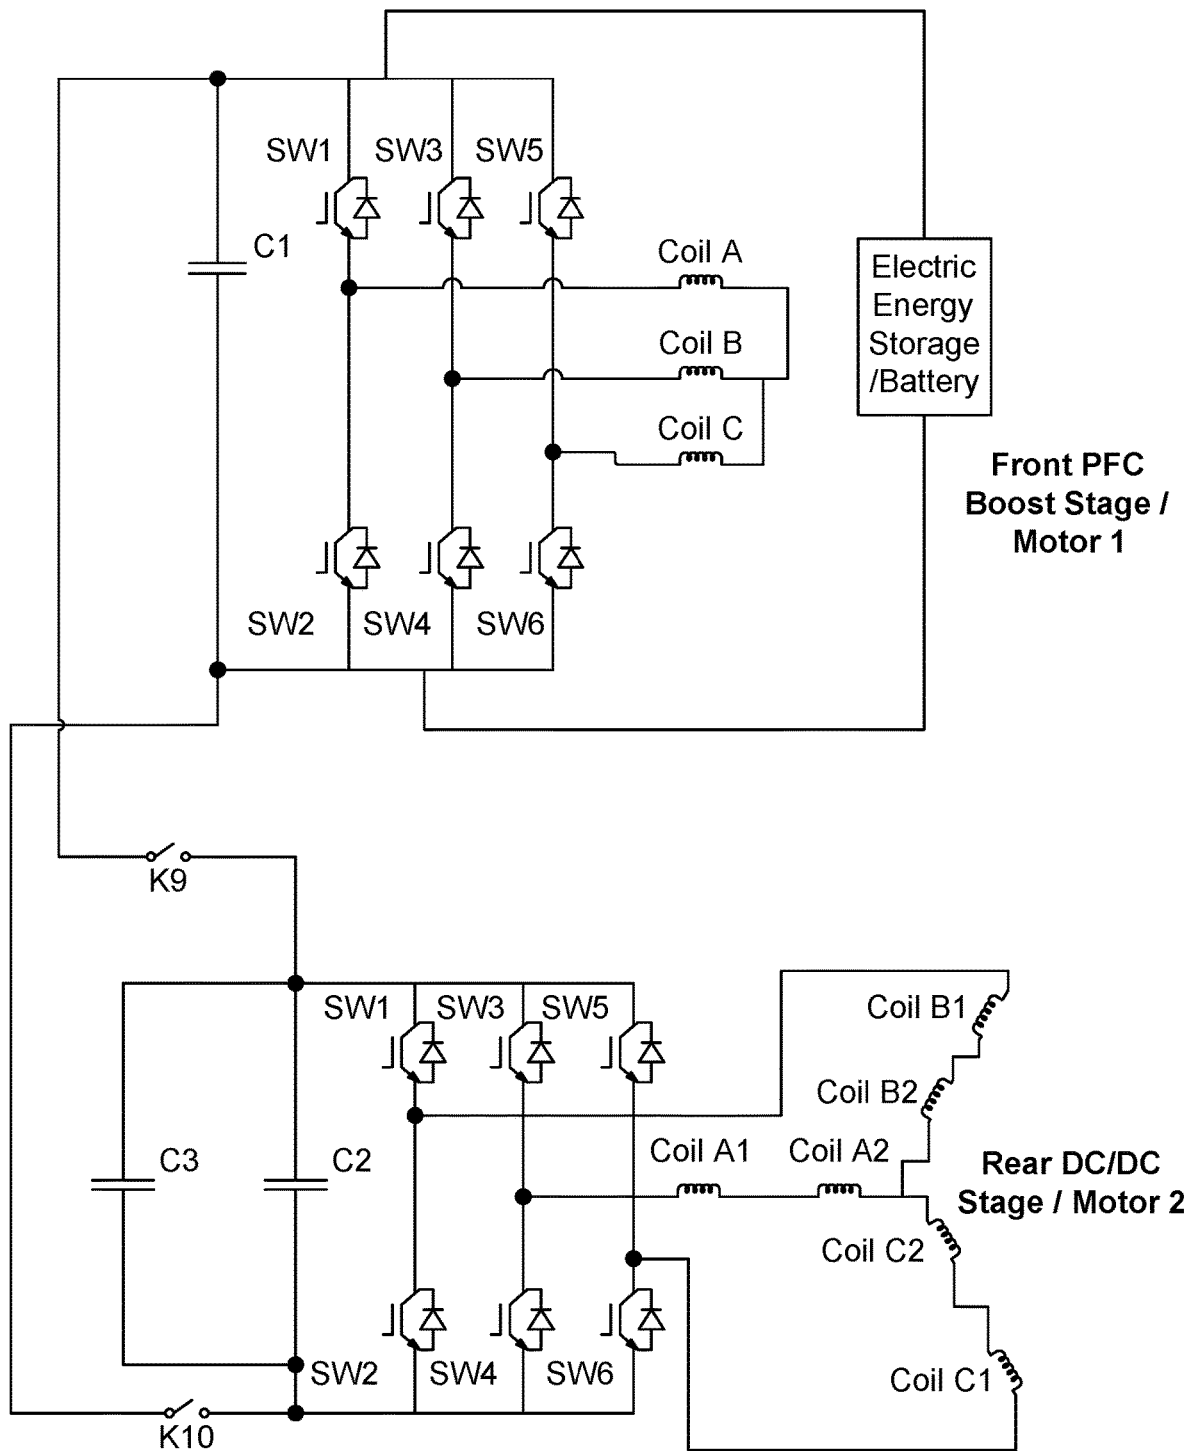 SW1
SW3
SW5
C1
Coil A
Electric
Energy
Storage
/Battery
Coil B
Coil C
Front PFC
Boost Stage /
Motor 1
SW2
SW4
SW6
K9
SW1
SW3
SW5
Coil B1
Coil B2
C3
C2
Coil A1
Coil A2
Rear DC/DC
Stage / Motor 2
Coil C2
SW2
SW4
SW6
Coil C1
K10